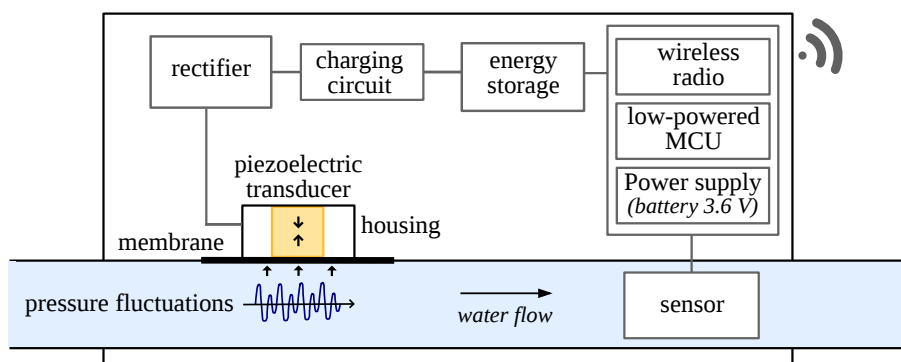 rectifier
charging
circuit
energy
storage
wireless
radio
low-powered
MCU
Power supply
(battery 3.6 V)
piezoelectric
transducer
housing
membrane
pressure fluctuations
water flow
sensor